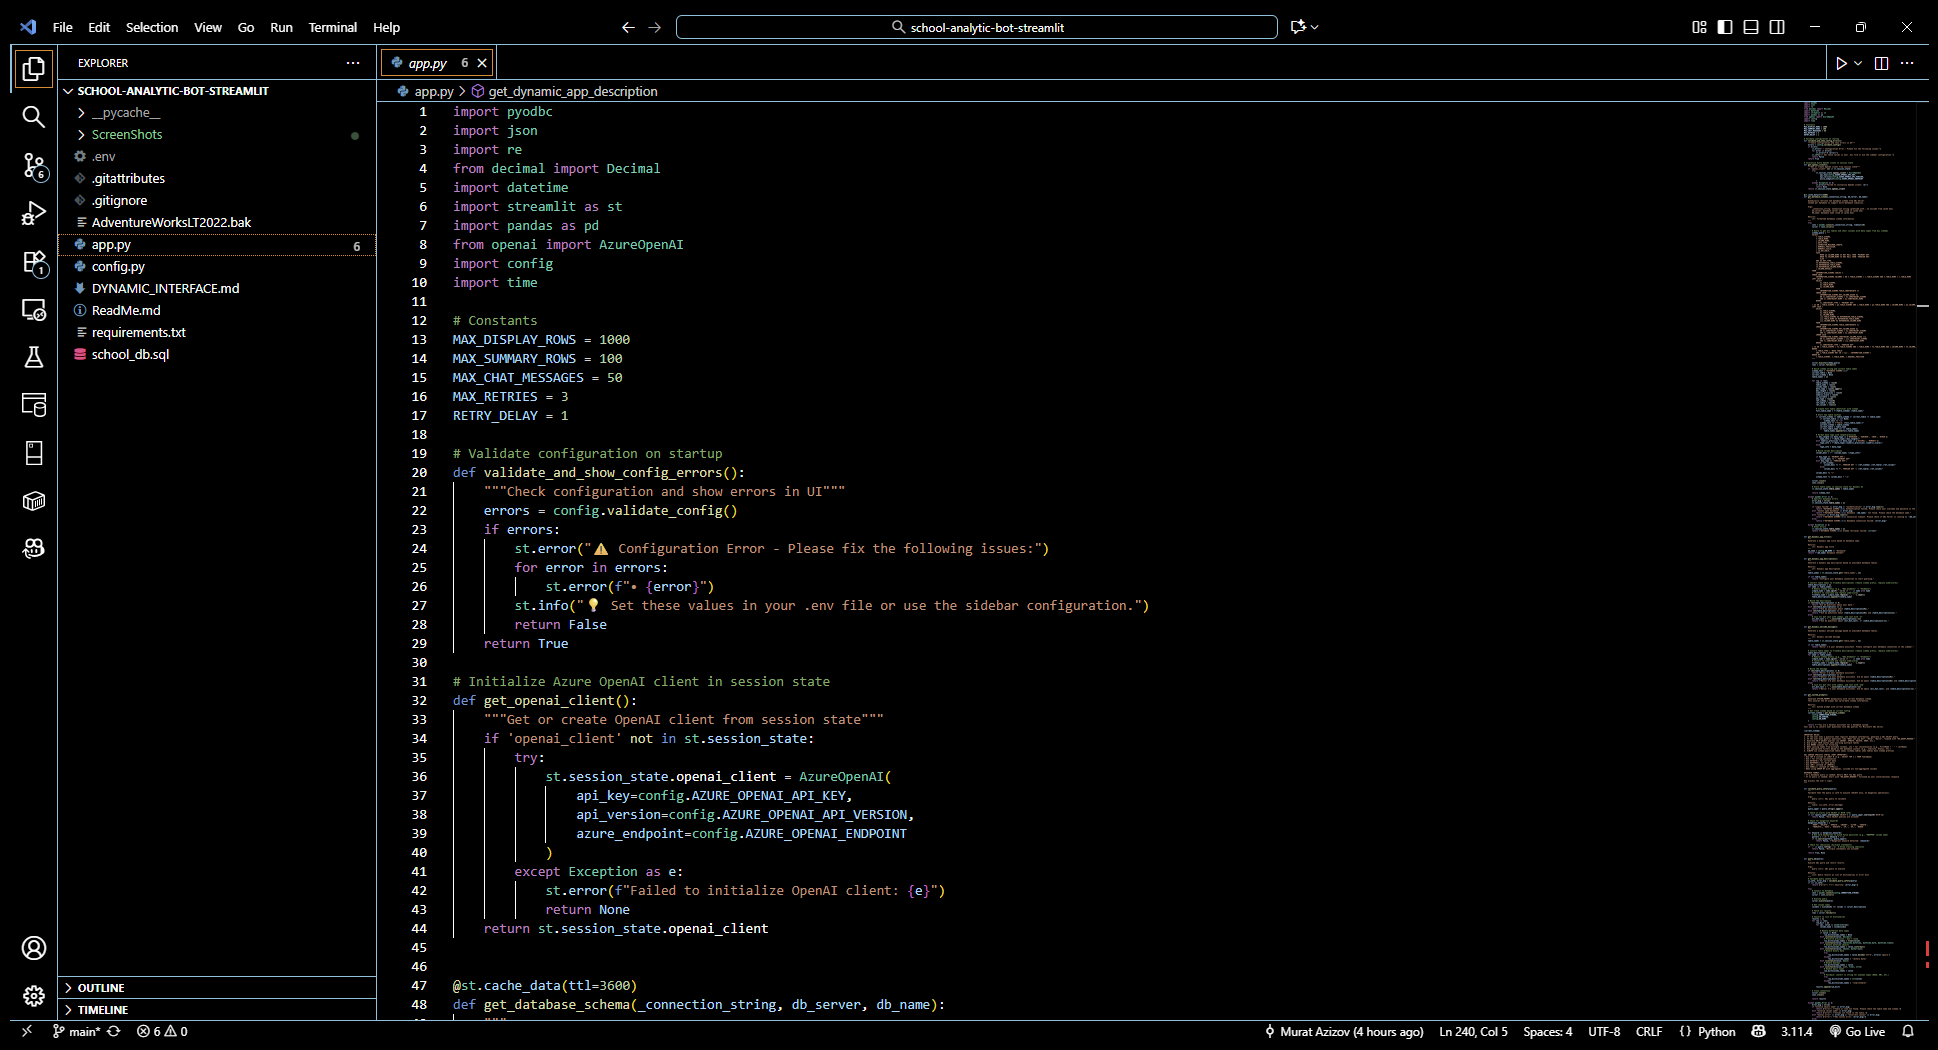 File Edit Selection View Go Run Terminal Help
school-analytic-bot-streamlit
EXPLORER
SCHOOL-ANALYTIC-BOT-STREAMLIT
__pycache__
ScreenShots
.env
.gitattributes
.gitignore
AdventureWorksLT2022.bak
app.py 6
config.py
DYNAMIC_INTERFACE.md
ReadMe.md
requirements.txt
school_db.sql
OUTLINE
TIMELINE
6
1
app.py 6
app.py > get_dynamic_app_description
1 import pyodbc
2 import json
3 import re
4 from decimal import Decimal
5 import datetime
6 import streamlit as st
7 import pandas as pd
8 from openai import AzureOpenAI
9 import config
10 import time
11
12 # Constants
13 MAX_DISPLAY_ROWS = 1000
14 MAX_SUMMARY_ROWS = 100
15 MAX_CHAT_MESSAGES = 50
16 MAX_RETRIES = 3
17 RETRY_DELAY = 1
18
19 # Validate configuration on startup
20 def validate_and_show_config_errors():
21 """Check configuration and show errors in UI"""
22 errors = config.validate_config()
23 if errors:
24 st.error("⚠️ Configuration Error - Please fix the following issues:")
25 for error in errors:
26 st.error(f"• {error}")
27 st.info("💡 Set these values in your .env file or use the sidebar configuration.")
28 return False
29 return True
30
31 # Initialize Azure OpenAI client in session state
32 def get_openai_client():
33 """Get or create OpenAI client from session state"""
34 if 'openai_client' not in st.session_state:
35 try:
36 st.session_state.openai_client = AzureOpenAI(
37 api_key=config.AZURE_OPENAI_API_KEY,
38 api_version=config.AZURE_OPENAI_API_VERSION,
39 azure_endpoint=config.AZURE_OPENAI_ENDPOINT
40 )
41 except Exception as e:
42 st.error(f"Failed to initialize OpenAI client: {e}")
43 return None
44 return st.session_state.openai_client
45
46
47 @st.cache_data(ttl=3600)
48 def get_database_schema(_connection_string, db_server, db_name):
"""
main* 6 0 Murat Azizov (4 hours ago) Ln 240, Col 5 Spaces: 4 UTF-8 CRLF {} Python 3.11.4 Go Live